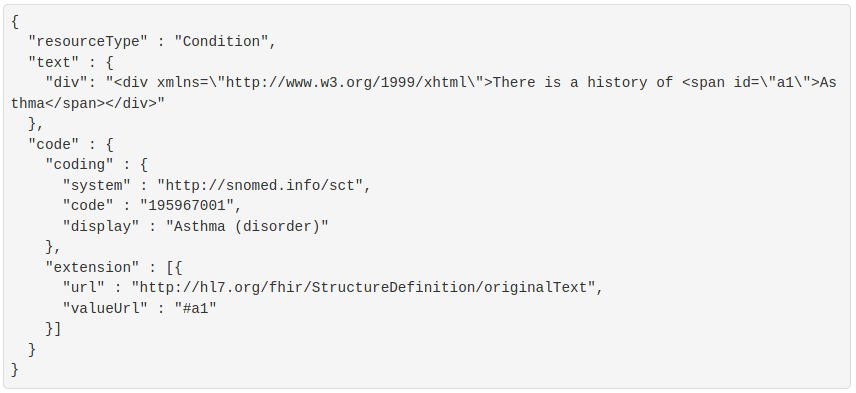 {
  "resourceType" : "Condition",
  "text" : {
    "div": "<div xmlns=\"http://www.w3.org/1999/xhtml\">There is a history of <span id=\"a1\">As
thma</span></div>"
  },
  "code" : {
    "coding" : {
      "system" : "http://snomed.info/sct",
      "code" : "195967001",
      "display" : "Asthma (disorder)"
    },
    "extension" : [{
      "url" : "http://hl7.org/fhir/StructureDefinition/originalText",
      "valueUrl" : "#a1"
    }]
  }
}